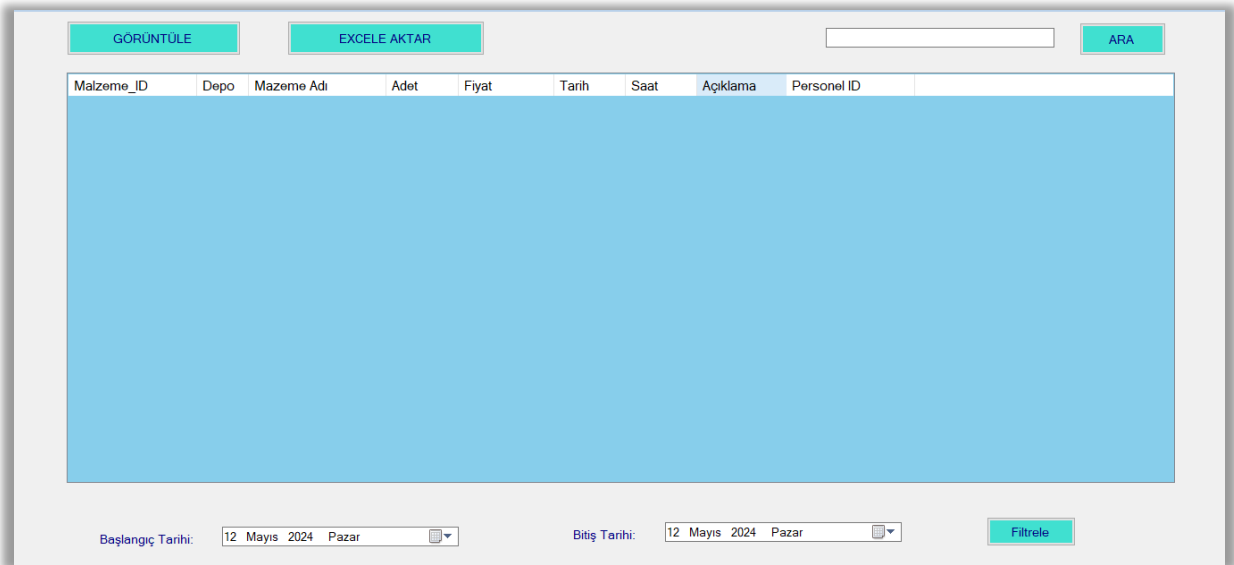 GÖRÜNTÜLE EXCELE AKTAR ARA
Malzeme_ID Depo Mazeme Adı Adet Fiyat Tarih Saat Açıklama Personel ID
Başlangıç Tarihi: 12 Mayıs 2024 Pazar Bitiş Tarihi: 12 Mayıs 2024 Pazar Filtrele